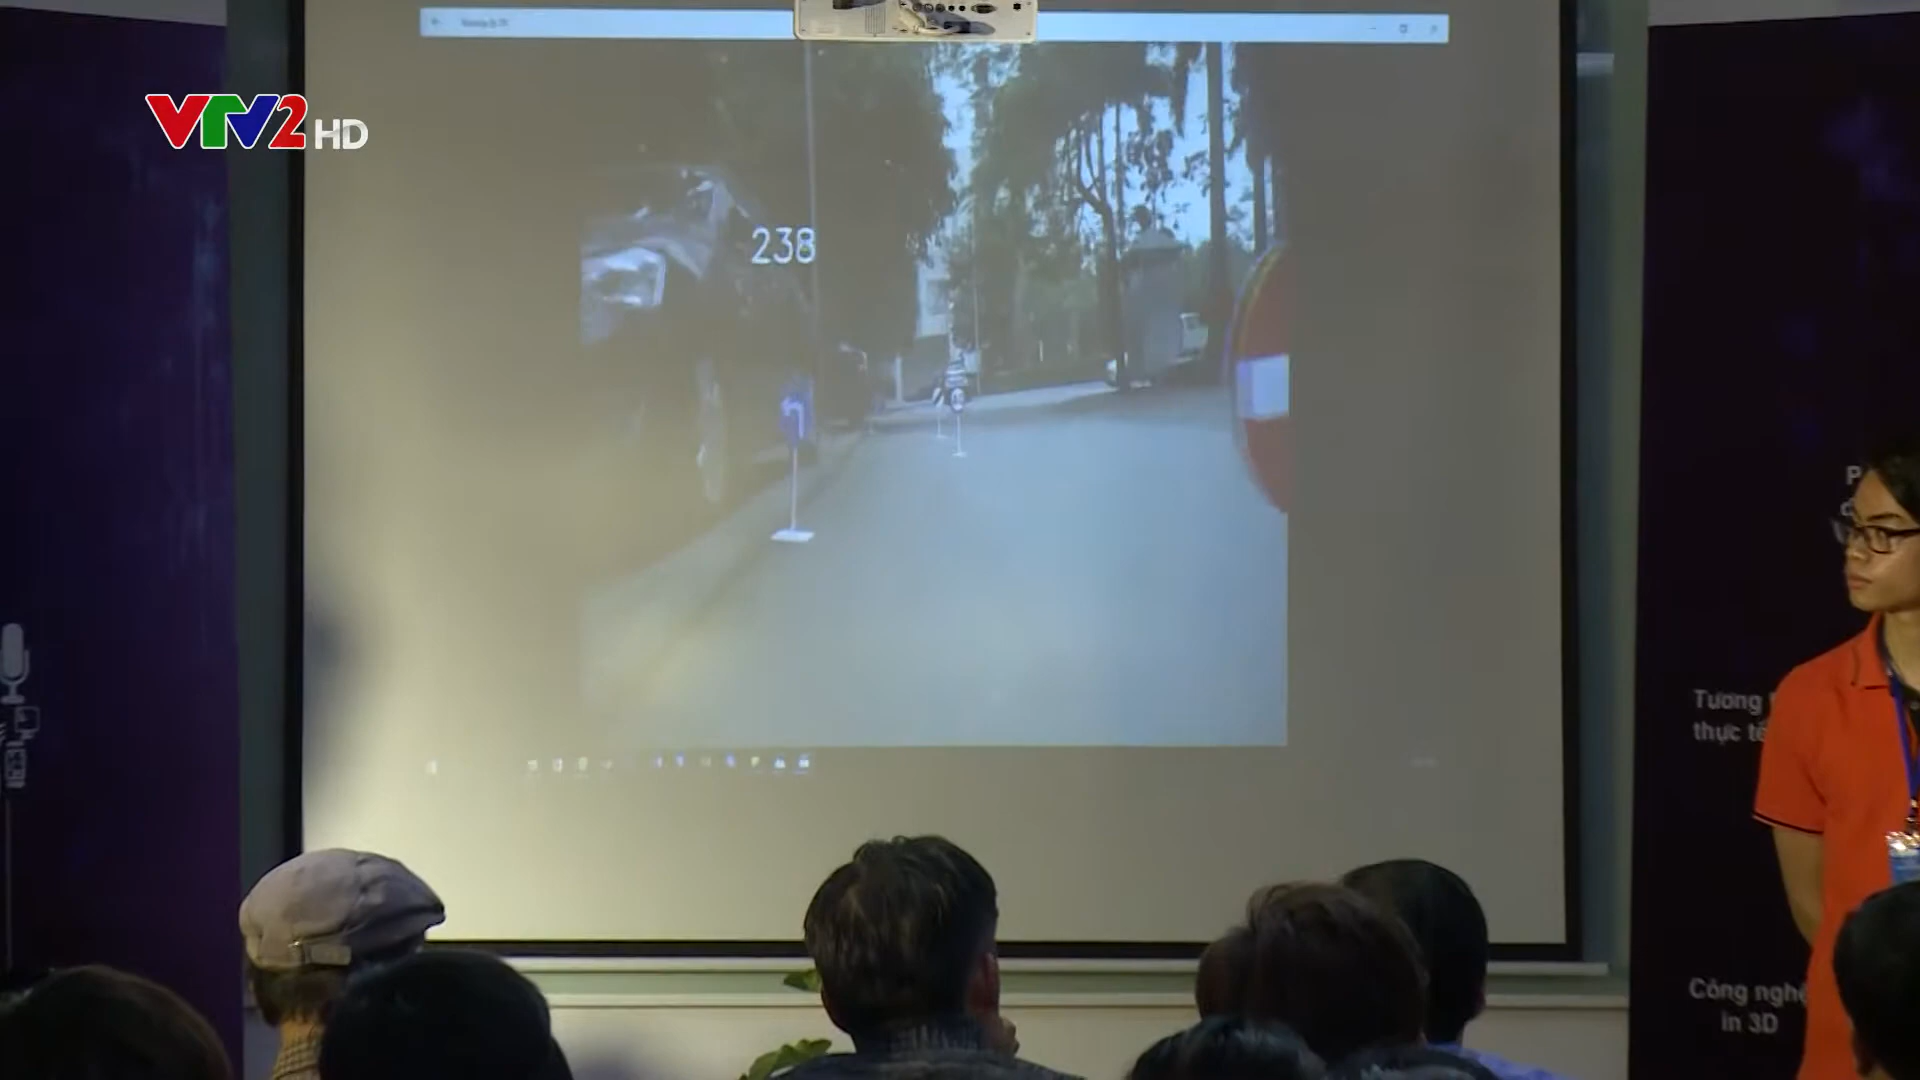 VTV2 HD
238
Tương
thực tế
Công nghệ
in 3D